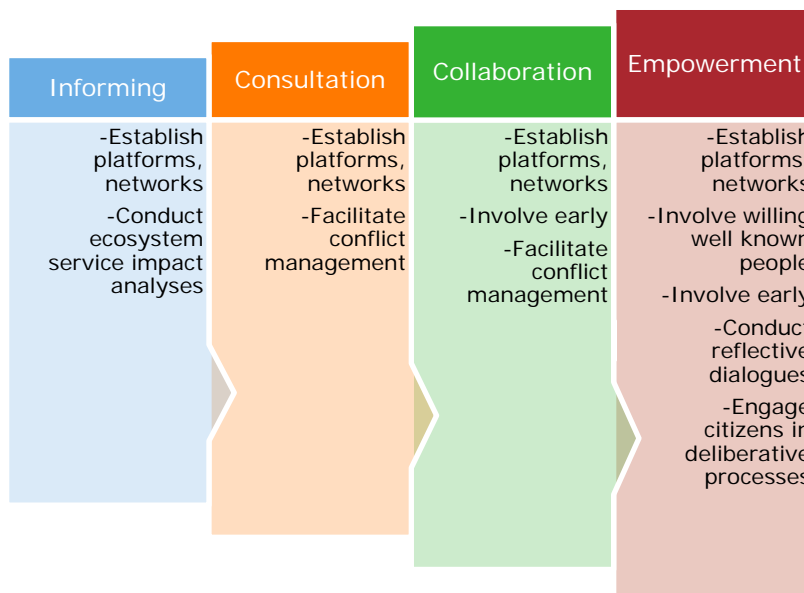 Informing
-Establish
platforms,
networks
-Conduct
ecosystem
service impact
analyses
Consultation
-Establish
platforms,
networks
-Facilitate
conflict
management
Collaboration
-Establish
platforms,
networks
-Involve early
-Facilitate
conflict
management
Empowerment
-Establish
platforms,
networks
-Involve willing
well known
people
-Involve early
-Conduct
reflective
dialogues
-Engage
citizens in
deliberative
processes